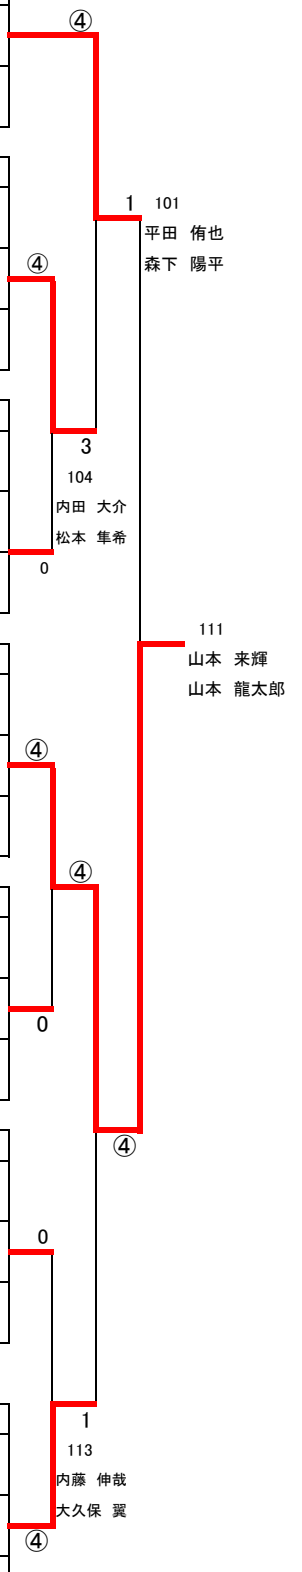 ④
1
101
平田 侑也
森下 陽平
④
3
104
内田 大介
松本 隼希
0
111
山本 来輝
山本 龍太郎
④
④
0
④
0
1
113
内藤 伸哉
大久保 翼
④